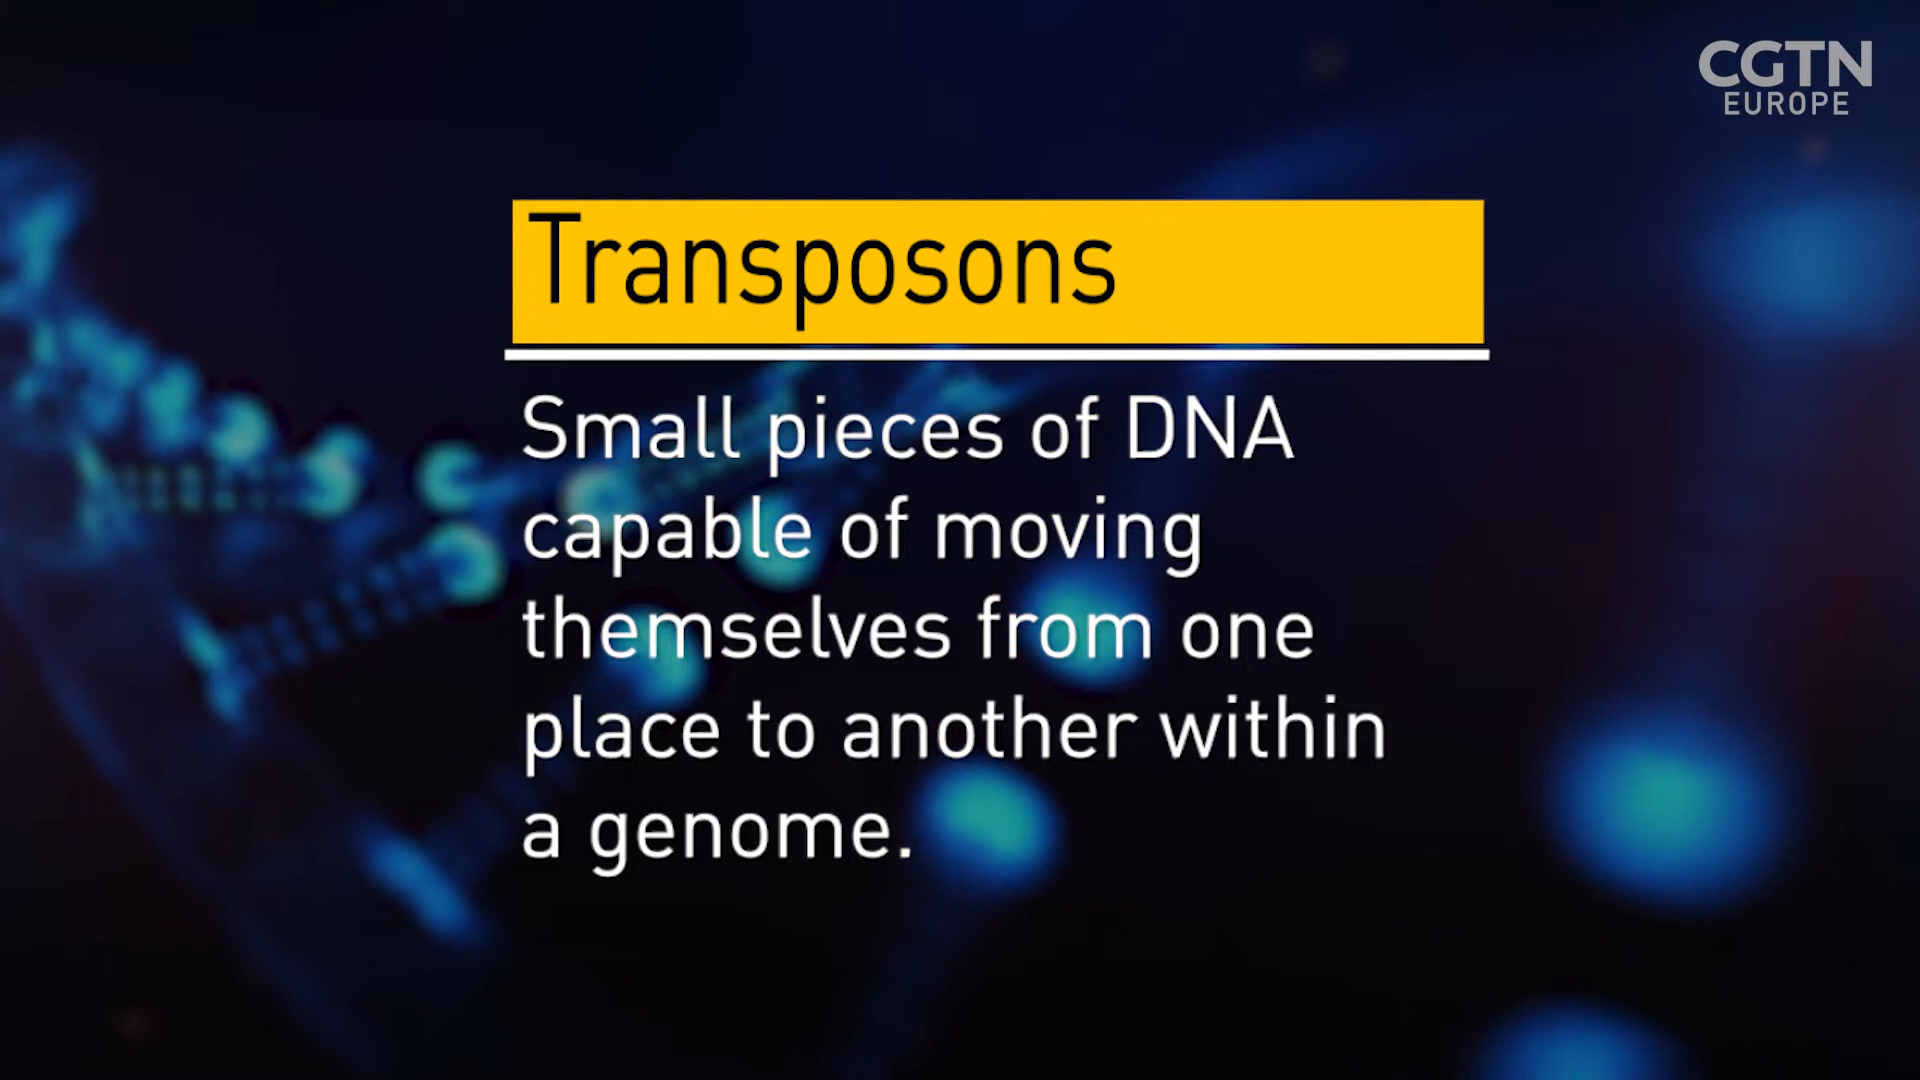 CGTN
EUROPE
Transposons
Small pieces of DNA
capable of moving
themselves from one
place to another within
a genome.